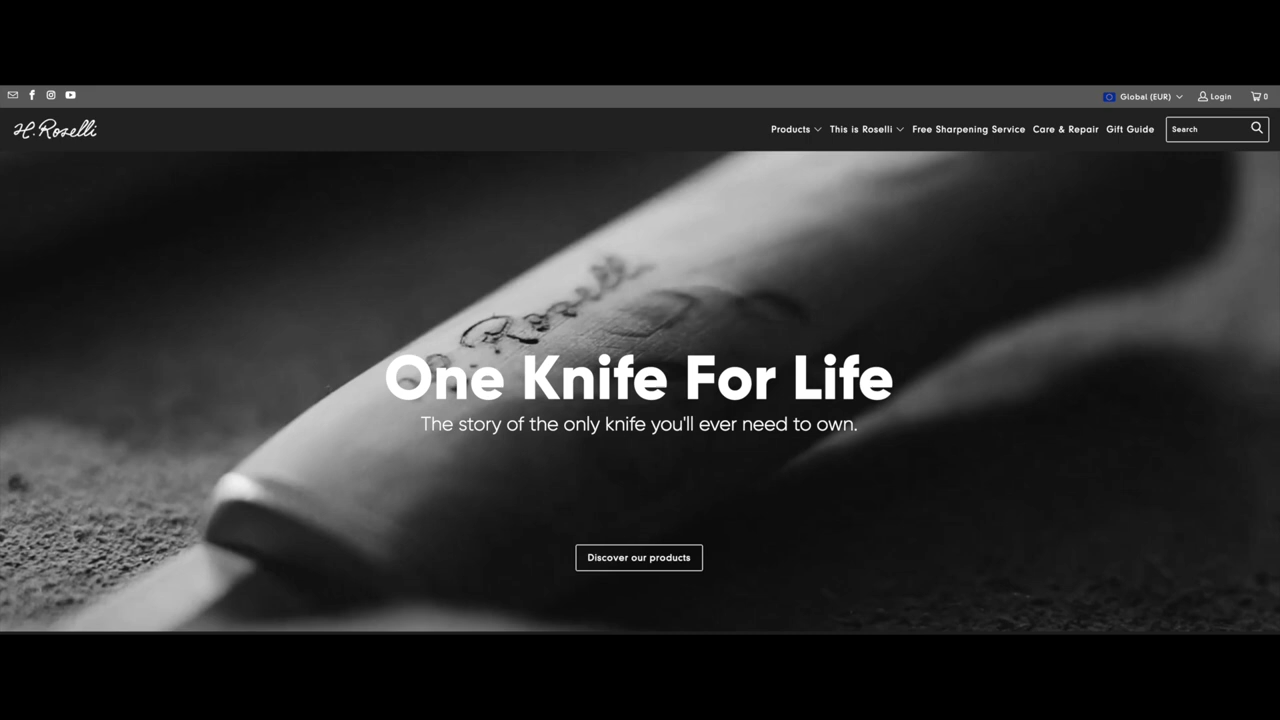 Global (EUR)
Login
0
H. Roselli
Products
This is Roselli
Free Sharpening Service
Care & Repair
Gift Guide
Search
Roselli
One Knife For Life
The story of the only knife you'll ever need to own.
Discover our products